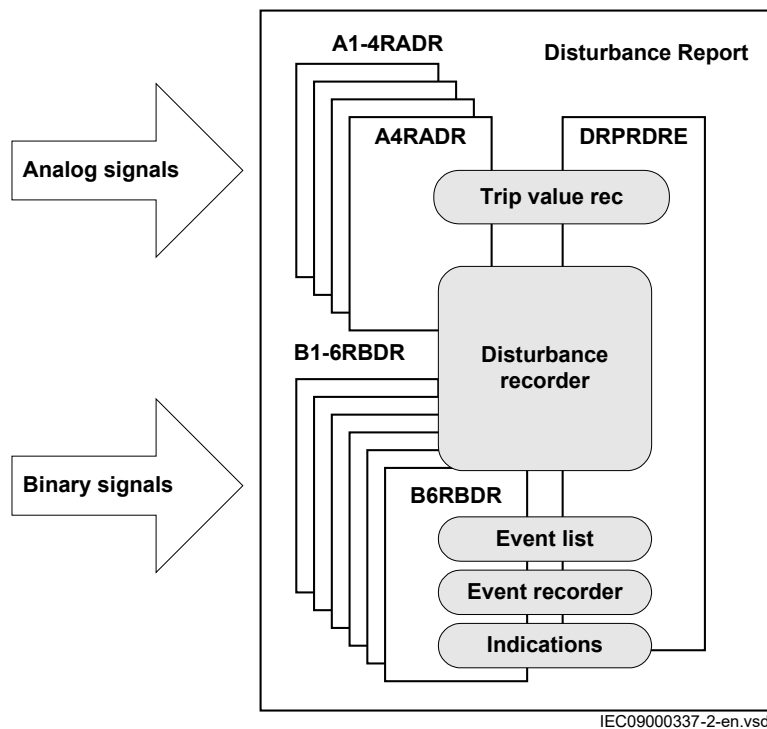 A1-4RADR
Disturbance Report
A4RADR
DRPRDRE
Analog signals
Trip value rec
B1-6RBDR
Disturbance
recorder
Binary signals
B6RBDR
Event list
Event recorder
Indications
IEC09000337-2-en.vsd